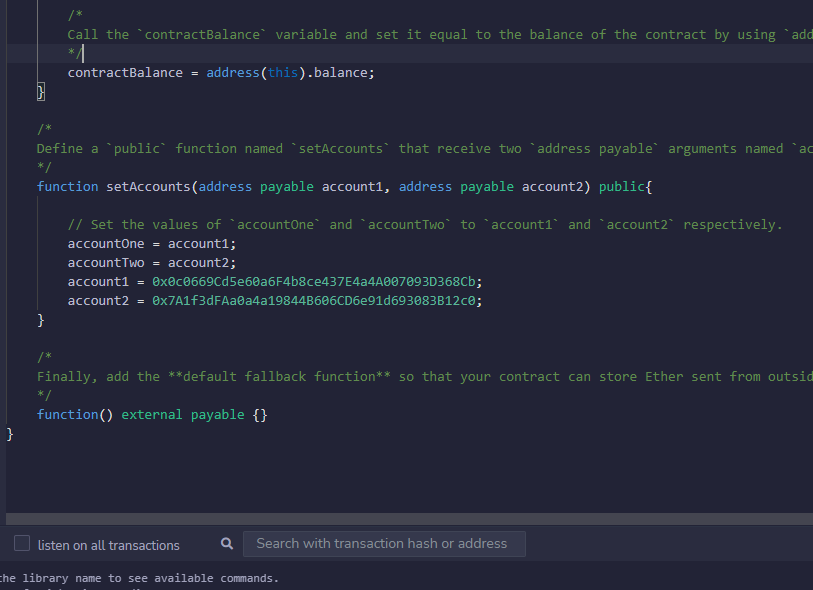 /*
Call the `contractBalance` variable and set it equal to the balance of the contract by using `add
*/
contractBalance = address(this).balance;
}
/*
Define a `public` function named `setAccounts` that receive two `address payable` arguments named `ac
*/
function setAccounts(address payable account1, address payable account2) public{
// Set the values of `accountOne` and `accountTwo` to `account1` and `account2` respectively.
accountOne = account1;
accountTwo = account2;
account1 = 0x0c0669Cd5e60a6F4b8ce437E4a4A007093D368Cb;
account2 = 0x7A1f3dFAa0a4a19844B606CD6e91d693083B12c0;
}
/*
Finally, add the **default fallback function** so that your contract can store Ether sent from outsid
*/
function() external payable {}
}
listen on all transactions
Search with transaction hash or address
the library name to see available commands.